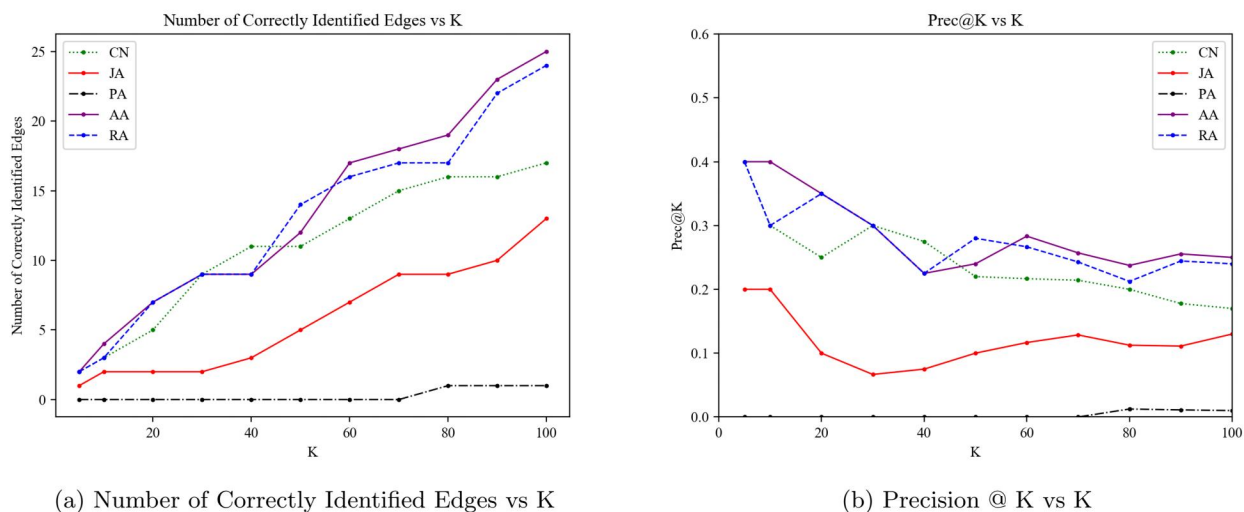 Number of Correctly Identified Edges vs K
Number of Correctly Identified Edges
25
20
15
10
5
0
CN
JA
PA
AA
RA
20
40
60
80
100
K
(a) Number of Correctly Identified Edges vs K
Prec@K vs K
Prec@K
0.6
0.5
0.4
0.3
0.2
0.1
0.0
CN
JA
PA
AA
RA
0
20
40
60
80
100
K
(b) Precision @ K vs K